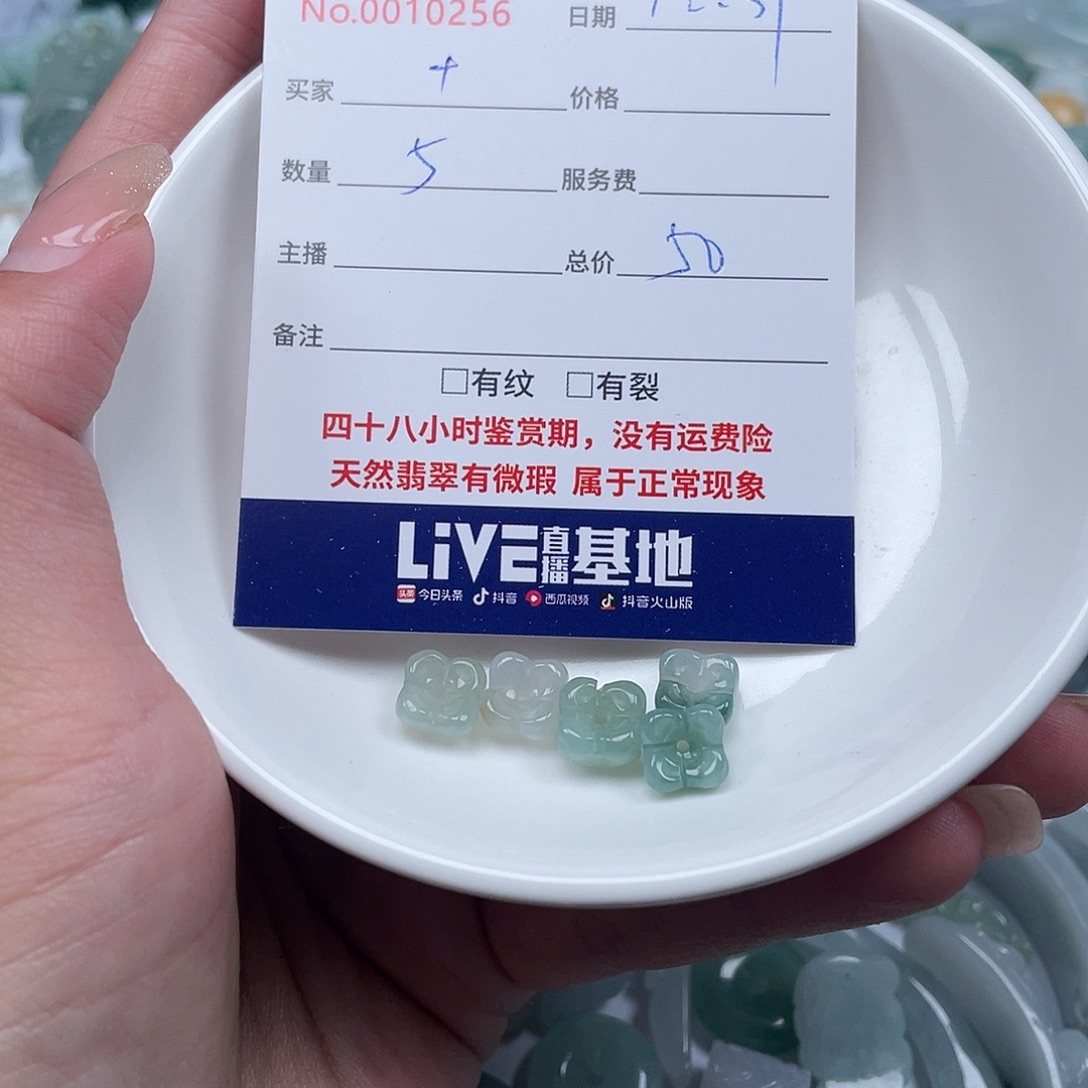 No.0010256 日期
买家 + 价格
数量 5 服务费
主播 总价 50
备注
□有纹 □有裂
四十八小时鉴赏期，没有运费险
天然翡翠有微瑕 属于正常现象
LiVE直播基地
头条 今日头条 抖音 西瓜视频 抖音火山版